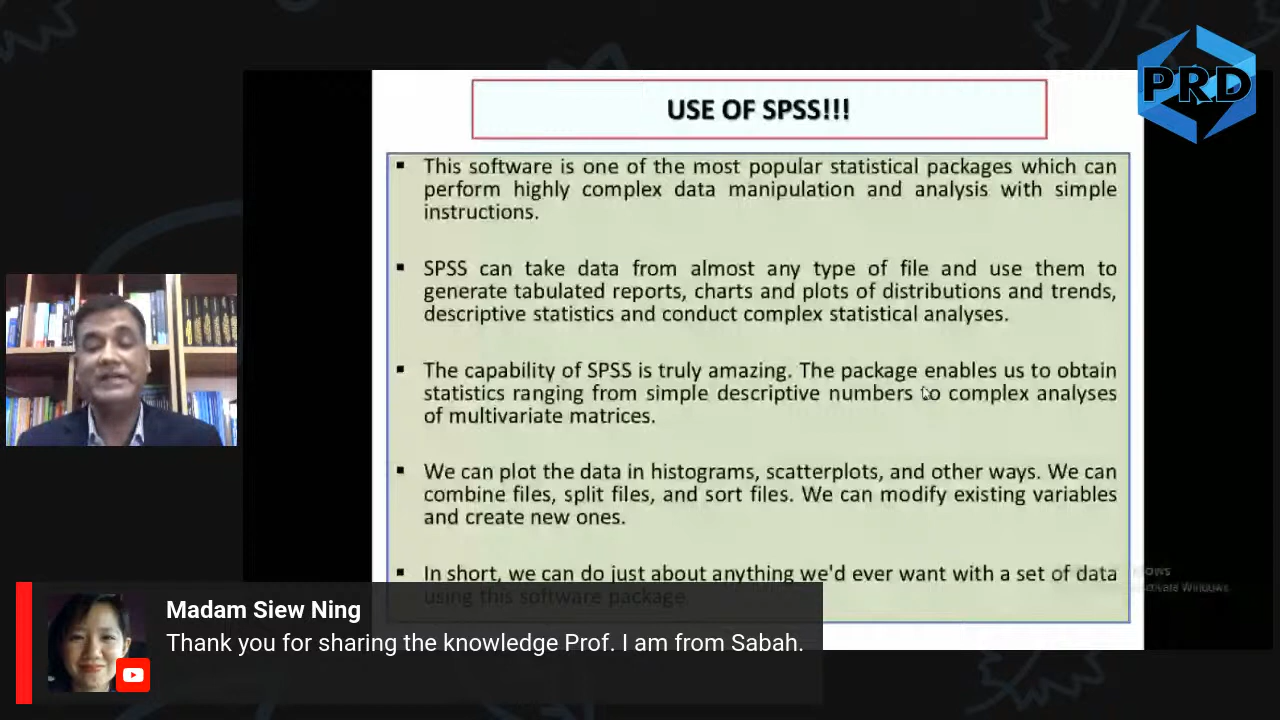 PRD
USE OF SPSS!!!
▪ This software is one of the most popular statistical packages which can
perform highly complex data manipulation and analysis with simple
instructions.
▪ SPSS can take data from almost any type of file and use them to
generate tabulated reports, charts and plots of distributions and trends,
descriptive statistics and conduct complex statistical analyses.
▪ The capability of SPSS is truly amazing. The package enables us to obtain
statistics ranging from simple descriptive numbers to complex analyses
of multivariate matrices.
▪ We can plot the data in histograms, scatterplots, and other ways. We can
combine files, split files, and sort files. We can modify existing variables
and create new ones.
▪ In short, we can do just about anything we'd ever want with a set of data
using this software package.
Madam Siew Ning
Thank you for sharing the knowledge Prof. I am from Sabah.